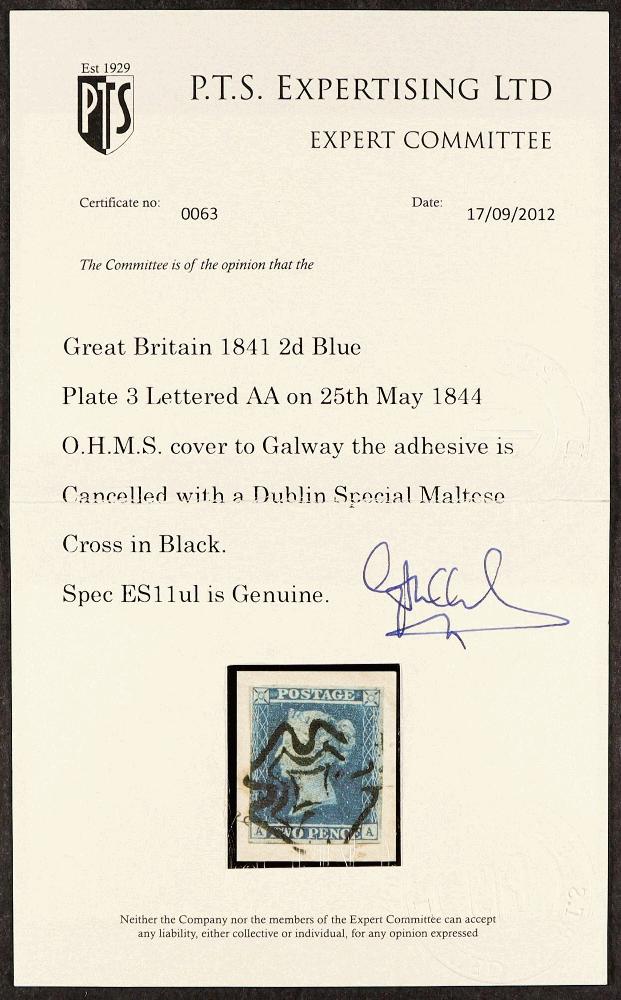 Est 1929
PTS
P.T.S. EXPERTISING LTD
EXPERT COMMITTEE
Certificate no: 0063
Date: 17/09/2012
The Committee is of the opinion that the
Great Britain 1841 2d Blue
Plate 3 Lettered AA on 25th May 1844
O.H.M.S. cover to Galway the adhesive is
Cancelled with a Dublin Special Maltese
Cross in Black.
Spec ES11ul is Genuine.
POSTAGE
A TWO PENCE A
Neither the Company nor the members of the Expert Committee can accept
any liability, either collective or individual, for any opinion expressed